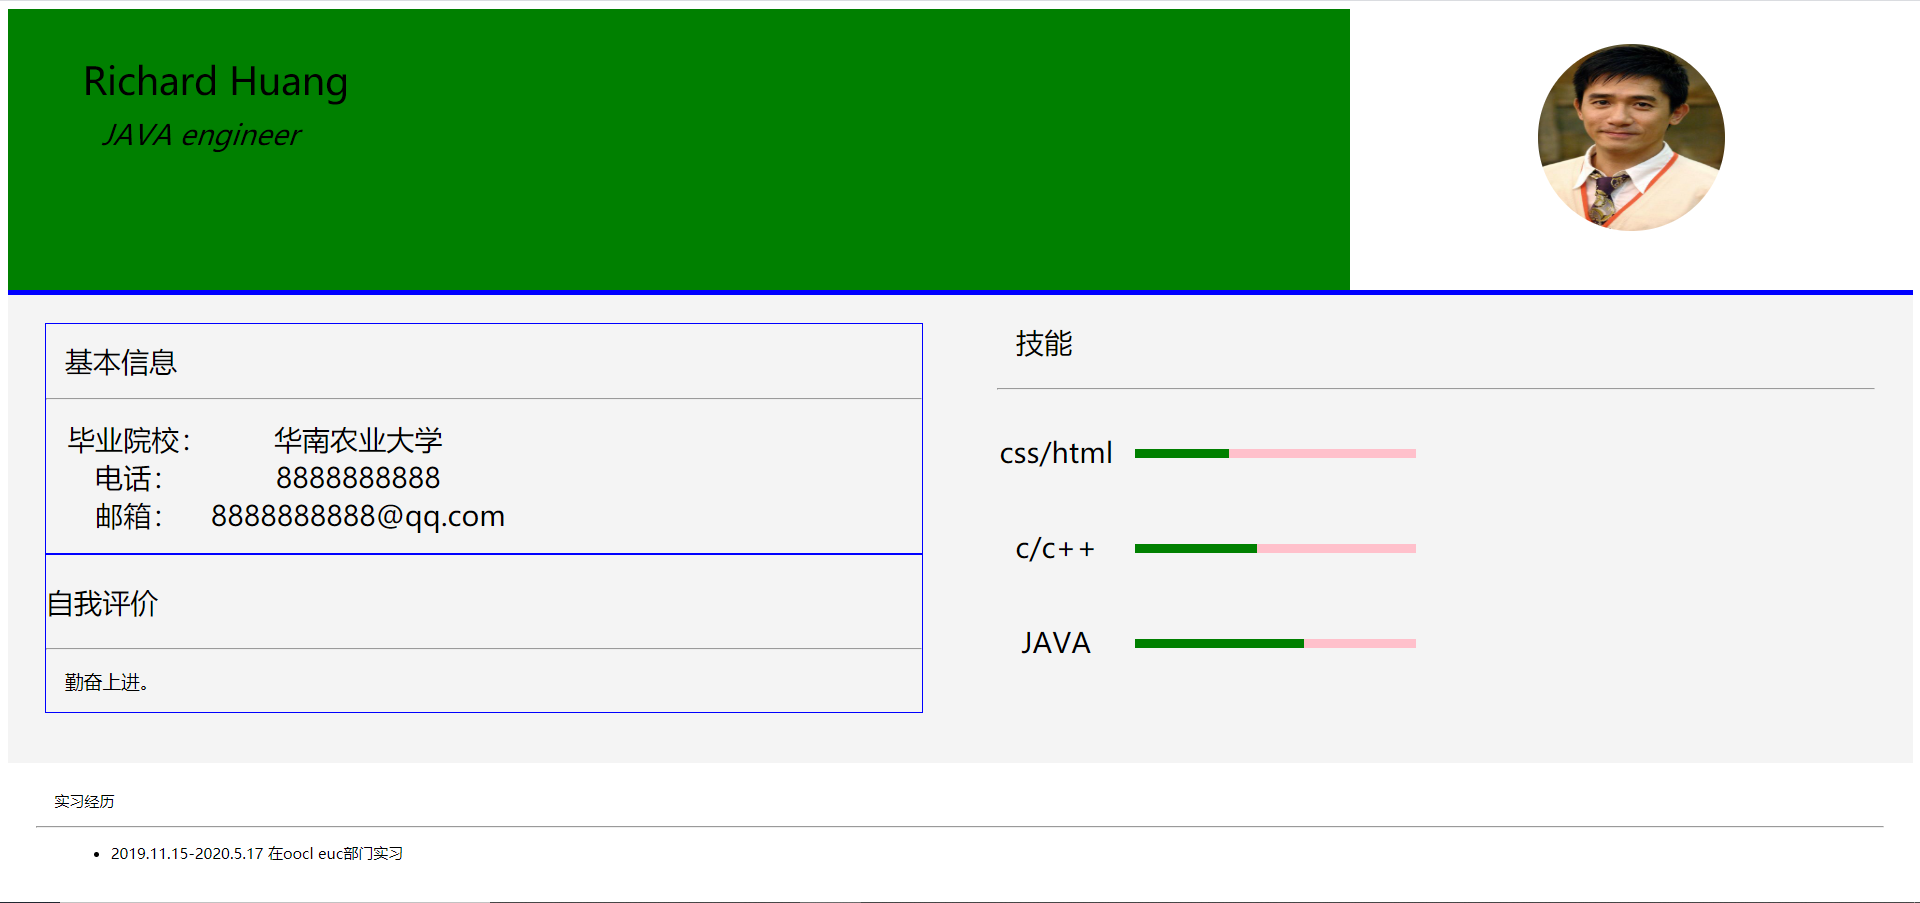 Richard Huang
JAVA engineer
基本信息
毕业院校： 华南农业大学
电话： 8888888888
邮箱： 8888888888@qq.com
自我评价
勤奋上进。
技能
css/html
c/c++
JAVA
实习经历
2019.11.15-2020.5.17 在oocl euc部门实习